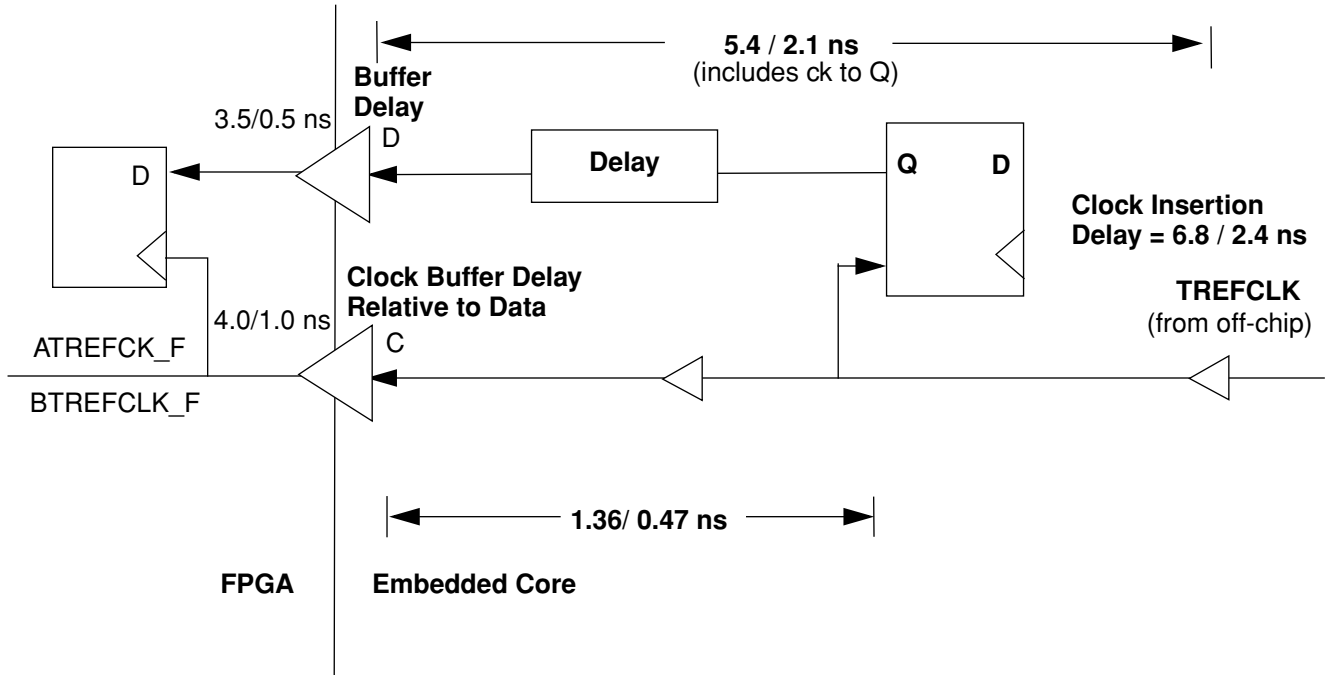 5.4 / 2.1 ns
(includes ck to Q)
Buffer
Delay
3.5/0.5 ns
D
D
Delay
Q
D
Clock Insertion
Delay = 6.8 / 2.4 ns
Clock Buffer Delay
Relative to Data
TREFCLK
(from off-chip)
4.0/1.0 ns
C
ATREFCK_F
BTREFCLK_F
1.36/ 0.47 ns
FPGA
Embedded Core